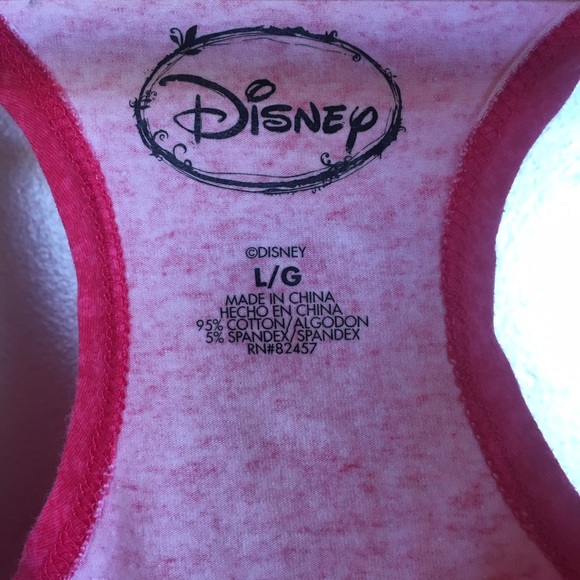 Disney
©DISNEY
L/G
MADE IN CHINA
HECHO EN CHINA
95% COTTON/ALGODON
5% SPANDEX/SPANDEX
RN#82457